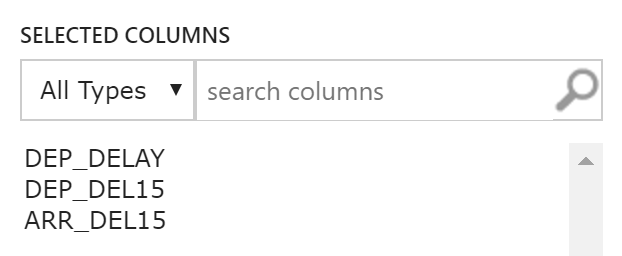 SELECTED COLUMNS
All Types search columns
DEP_DELAY
DEP_DEL15
ARR_DEL15